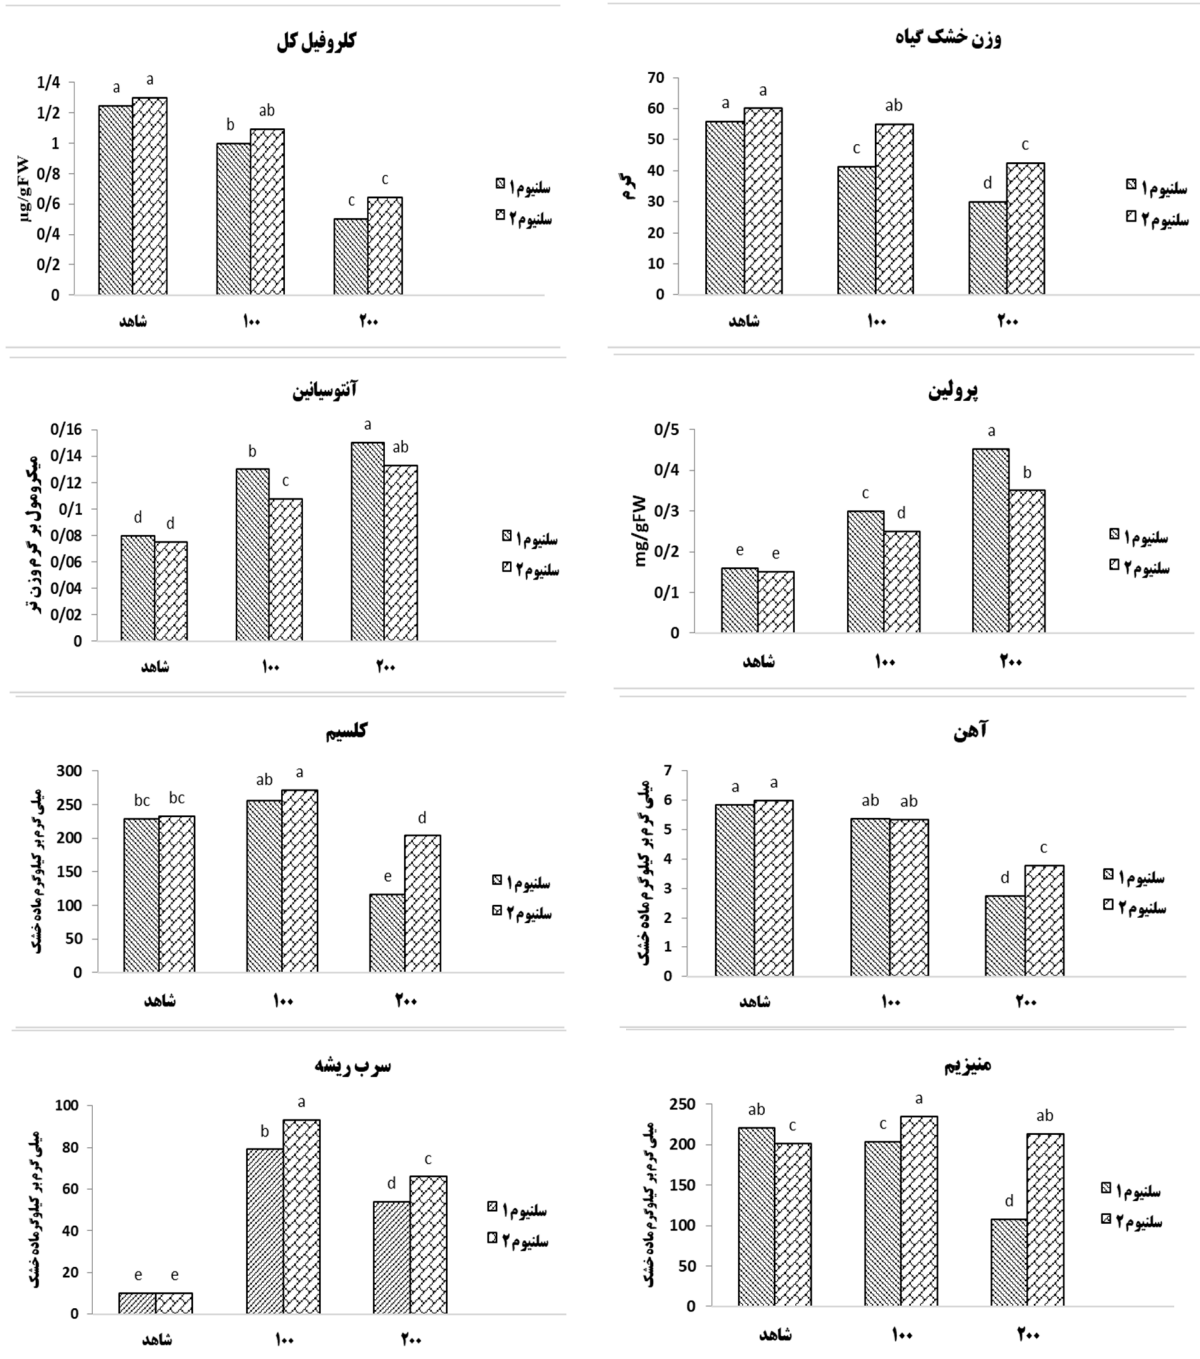 کلروفیل کل
1/4
1/2
1
0/8
0/6
0/4
0/2
0
µg/gFW
a a b ab c c
شاهد ۱۰۰ ۲۰۰
سلنیوم۱
سلنیوم۲
وزن خشک گیاه
70
60
50
40
30
20
10
0
گرم
a a c ab d c
شاهد ۱۰۰ ۲۰۰
سلنیوم۱
سلنیوم۲
آنتوسیانین
0/16
0/14
0/12
0/1
0/08
0/06
0/04
0/02
0
میکرومول بر گرم وزن تر
d d b c a ab
شاهد ۱۰۰ ۲۰۰
سلنیوم۱
سلنیوم۲
پرولین
0/5
0/4
0/3
0/2
0/1
0
mg/gFW
e e c d a b
شاهد ۱۰۰ ۲۰۰
سلنیوم۱
سلنیوم۲
کلسیم
300
250
200
150
100
50
0
میلی گرم بر کیلوگرم ماده خشک
bc bc ab a e d
شاهد ۱۰۰ ۲۰۰
سلنیوم۱
سلنیوم۲
آهن
7
6
5
4
3
2
1
0
میلی گرم بر کیلوگرم ماده خشک
a a ab ab d c
شاهد ۱۰۰ ۲۰۰
سلنیوم۱
سلنیوم۲
سرب ریشه
100
80
60
40
20
0
میلی گرم بر کیلوگرم ماده خشک
e e b a d c
شاهد ۱۰۰ ۲۰۰
سلنیوم۱
سلنیوم۲
منیزیم
250
200
150
100
50
0
میلی گرم بر کیلوگرم ماده خشک
ab c c a d ab
شاهد ۱۰۰ ۲۰۰
سلنیوم۱
سلنیوم۲